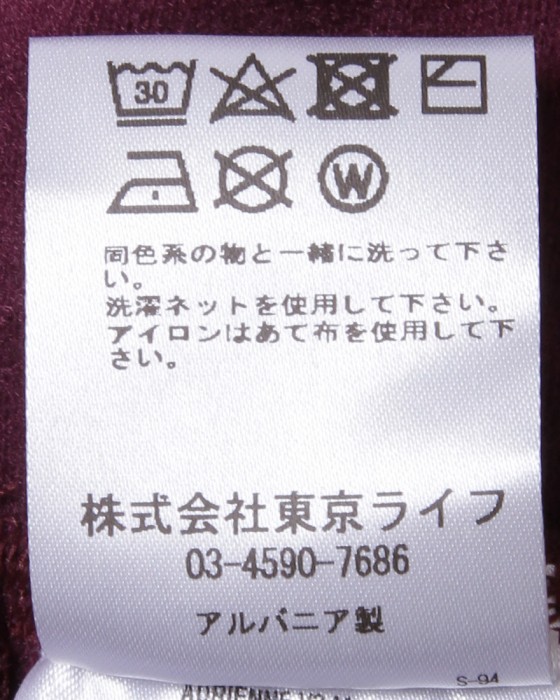 30
W
同色系の物と一緒に洗って下さ
い。
洗濯ネットを使用して下さい。
アイロンはあて布を使用して下
さい。
株式会社東京ライフ
03-4590-7686
アルバニア製
S-94
ADRIENNE